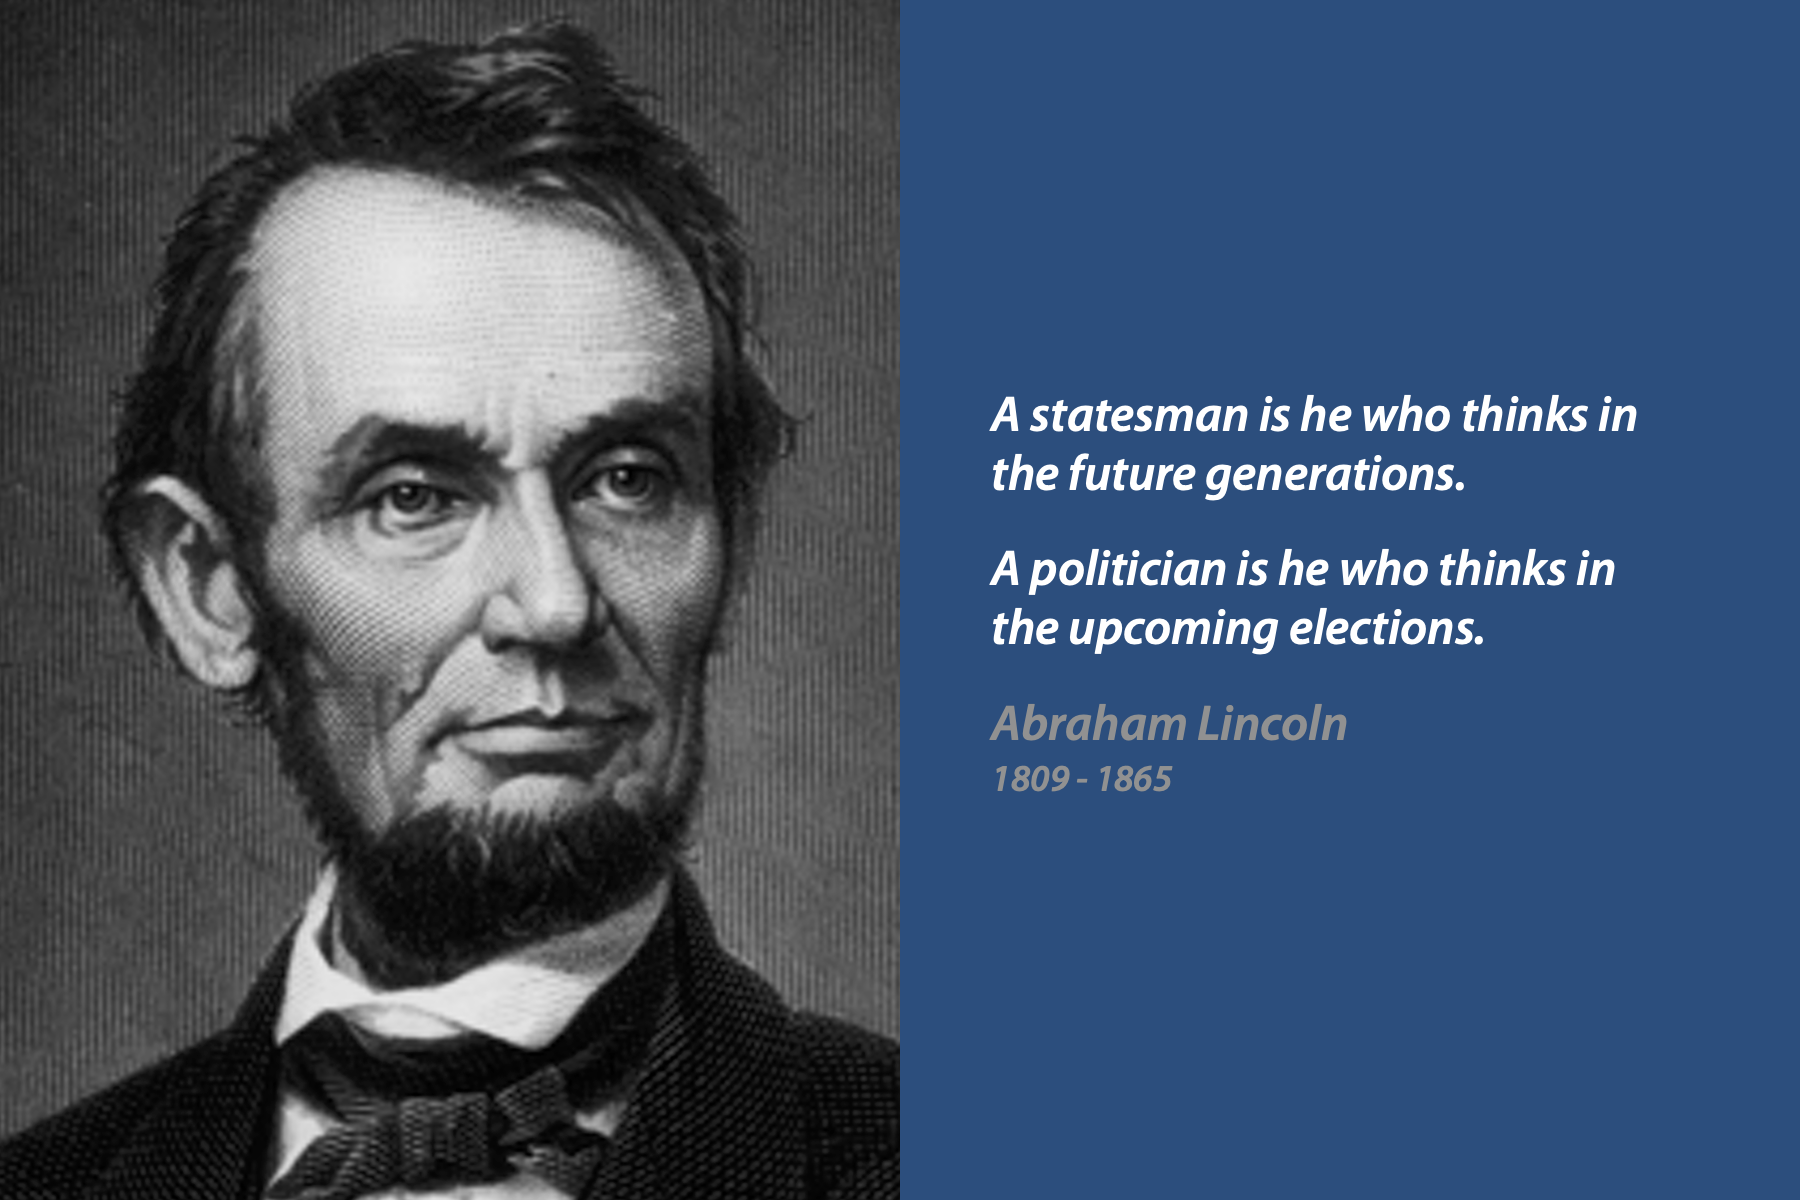 A statesman is he who thinks in
the future generations.
A politician is he who thinks in
the upcoming elections.
Abraham Lincoln
1809 - 1865